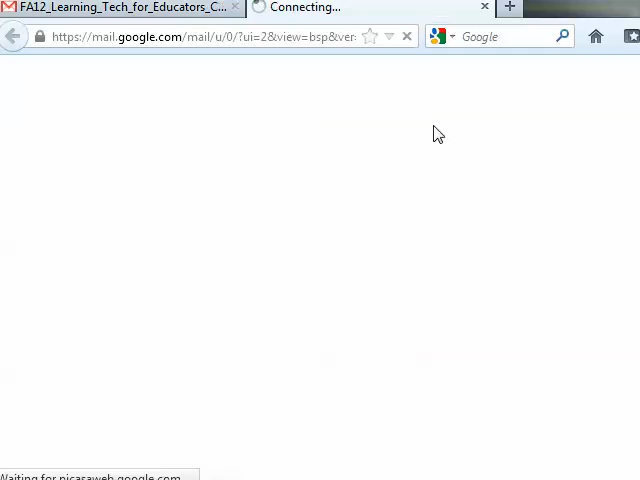 FA12_Learning_Tech_for_Educators_C...
Connecting...
https://mail.google.com/mail/u/0/?ui=2&view=bsp&ver:
Google
Waiting for picasaweb.google.com